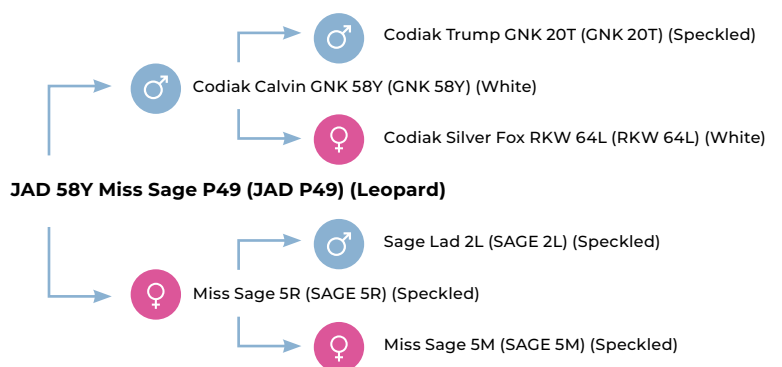 Codiak Trump GNK 20T (GNK 20T) (Speckled)
Codiak Calvin GNK 58Y (GNK 58Y) (White)
Codiak Silver Fox RKW 64L (RKW 64L) (White)
JAD 58Y Miss Sage P49 (JAD P49) (Leopard)
Sage Lad 2L (SAGE 2L) (Speckled)
Miss Sage 5R (SAGE 5R) (Speckled)
Miss Sage 5M (SAGE 5M) (Speckled)